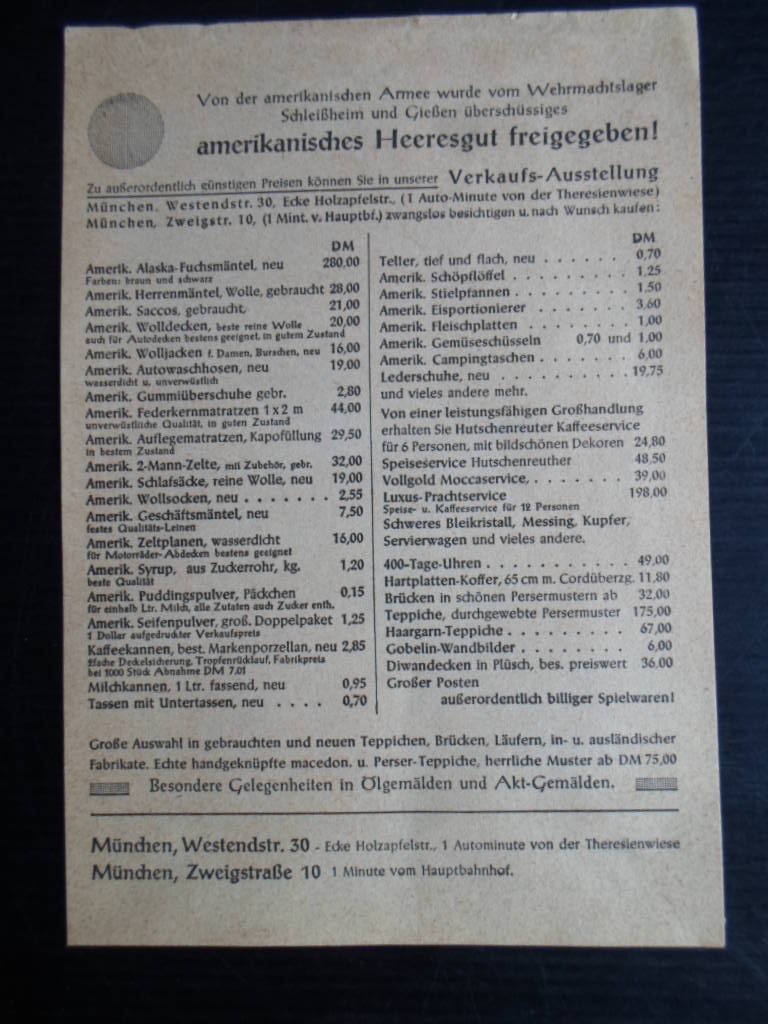 Von der amerikanischen Armee wurde vom Wehrmachtslager
Schleißheim und Gießen überschüssiges
amerikanisches Heeresgut freigegeben!
Zu außerordentlich günstigen Preisen können Sie in unserer Verkaufs-Ausstellung
München, Westendstr. 30, Ecke Holzapfelstr., (1 Auto-Minute von der Theresienwiese)
München, Zweigstr. 10, (1 Mint. v. Hauptbf.) zwangslos besichtigen u. nach Wunsch kaufen:
DM
Amerik. Alaska-Fuchsmäntel, neu 280,00
Farben: braun und schwarz
Amerik. Herrenmäntel, Wolle, gebraucht 28,00
Amerik. Saccos, gebraucht, 21,00
Amerik. Wolldecken, beste reine Wolle 20,00
auch für Autodecken bestens geeignet, in gutem Zustand
Amerik. Wolljacken f. Damen, Burschen, neu 16,00
Amerik. Autowaschhosen, neu 19,00
wasserdicht u. unverwüstlich
Amerik. Gummiüberschuhe gebr. 2,80
Amerik. Federkernmatratzen 1x2 m 44,00
unverwüstliche Qualität, in guten Zustand
Amerik. Auflegematratzen, Kapofüllung 29,50
in bestem Zustand
Amerik. 2-Mann-Zelte, mit Zubehör, gebr. 32,00
Amerik. Schlafsäcke, reine Wolle, neu 19,00
Amerik. Wollsocken, neu . . . . . . . 2,55
Amerik. Geschäftsmäntel, neu 7,50
festes Qualitäts-Leinen
Amerik. Zeltplanen, wasserdicht 16,00
für Motorräder-Abdecken bestens geeignet
Amerik. Syrup, aus Zuckerrohr, kg. 1,20
beste Qualität
Amerik. Puddingspulver, Päckchen 0,15
für einhalb Ltr. Milch, alle Zutaten auch Zucker enth.
Amerik. Seifenpulver, groß. Doppelpaket 1,25
1 Dollar aufgedruckter Verkaufspreis
Kaffeekannen, best. Markenporzellan, neu 2,85
2fache Deckelsicherung, Tropfenrücklauf, Fabrikpreis
bei 1000 Stück Abnahme DM 7.01
Milchkannen, 1 Ltr. fassend, neu 0,95
Tassen mit Untertassen, neu . . . . 0,70
DM
Teller, tief und flach, neu . . . . . . 0,70
Amerik. Schöpflöffel . . . . . . . . . 1,25
Amerik. Stielpfannen . . . . . . . . . 1,50
Amerik. Eisportionierer . . . . . . . 3,60
Amerik. Fleischplatten . . . . . . . . 1,00
Amerik. Gemüseschüsseln 0,70 und 1,00
Amerik. Campingtaschen . . . . . . . 6,00
Lederschuhe, neu . . . . . . . . . . 19,75
und vieles andere mehr.
Von einer leistungsfähigen Großhandlung
erhalten Sie Hutschenreuter Kaffeeservice
für 6 Personen, mit bildschönen Dekoren 24,80
Speiseservice Hutschenreuther 48,50
Vollgold Moccaservice, . . . . . . . . 39,00
Luxus-Prachtservice 198,00
Speise- u. Kaffeeservice für 12 Personen
Schweres Bleikristall, Messing, Kupfer,
Servierwagen und vieles andere.
400-Tage-Uhren . . . . . . . . . . . 49,00
Hartplatten-Koffer, 65 cm m. Cordüberzg. 11,80
Brücken in schönen Persermustern ab 32,00
Teppiche, durchgewebte Persermuster 175,00
Haargarn-Teppiche . . . . . . . . . 67,00
Gobelin-Wandbilder . . . . . . . . . 6,00
Diwandecken in Plüsch, bes. preiswert 36,00
Großer Posten
außerordentlich billiger Spielwaren!
Große Auswahl in gebrauchten und neuen Teppichen, Brücken, Läufern, in- u. ausländischer
Fabrikate. Echte handgeknüpfte macedon. u. Perser-Teppiche, herrliche Muster ab DM 75,00
Besondere Gelegenheiten in Ölgemälden und Akt-Gemälden.
München, Westendstr. 30 - Ecke Holzapfelstr., 1 Autominute von der Theresienwiese
München, Zweigstraße 10 1 Minute vom Hauptbahnhof.